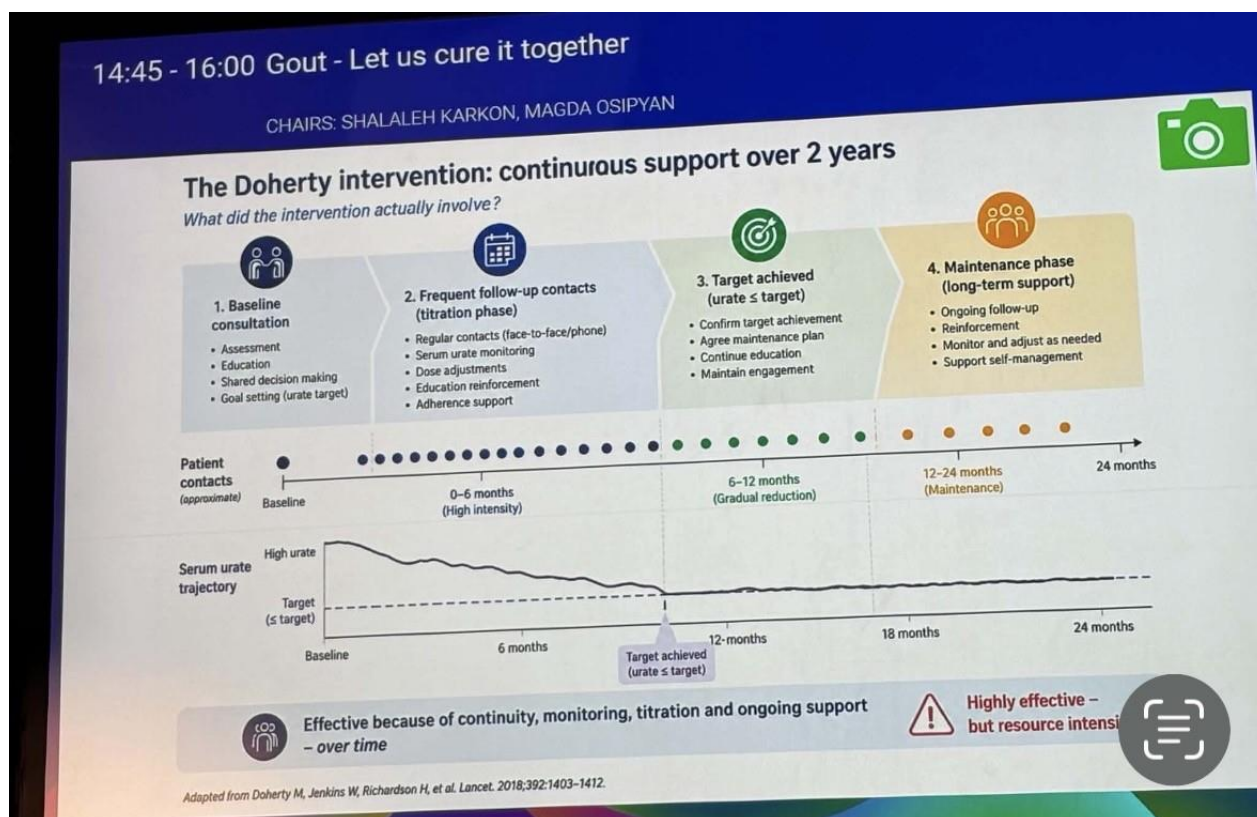 14:45 - 16:00 Gout - Let us cure it together
CHAIRS: SHALALEH KARKON, MAGDA OSIPYAN
The Doherty intervention: continuous support over 2 years
What did the intervention actually involve?
1. Baseline
consultation
• Assessment
• Education
• Shared decision making
• Goal setting (urate target)
2. Frequent follow-up contacts
(titration phase)
• Regular contacts (face-to-face/phone)
• Serum urate monitoring
• Dose adjustments
• Education reinforcement
• Adherence support
3. Target achieved
(urate ≤ target)
• Confirm target achievement
• Agree maintenance plan
• Continue education
• Maintain engagement
4. Maintenance phase
(long-term support)
• Ongoing follow-up
• Reinforcement
• Monitor and adjust as needed
• Support self-management
Patient
contacts
(approximate)
Baseline
0–6 months
(High intensity)
6–12 months
(Gradual reduction)
12–24 months
(Maintenance)
24 months
Serum urate
trajectory
High urate
Target
(≤ target)
Baseline
6 months
Target achieved
(urate ≤ target)
12-months
18 months
24 months
Effective because of continuity, monitoring, titration and ongoing support
– over time
Highly effective –
but resource intensi
Adapted from Doherty M, Jenkins W, Richardson H, et al. Lancet. 2018;392:1403–1412.